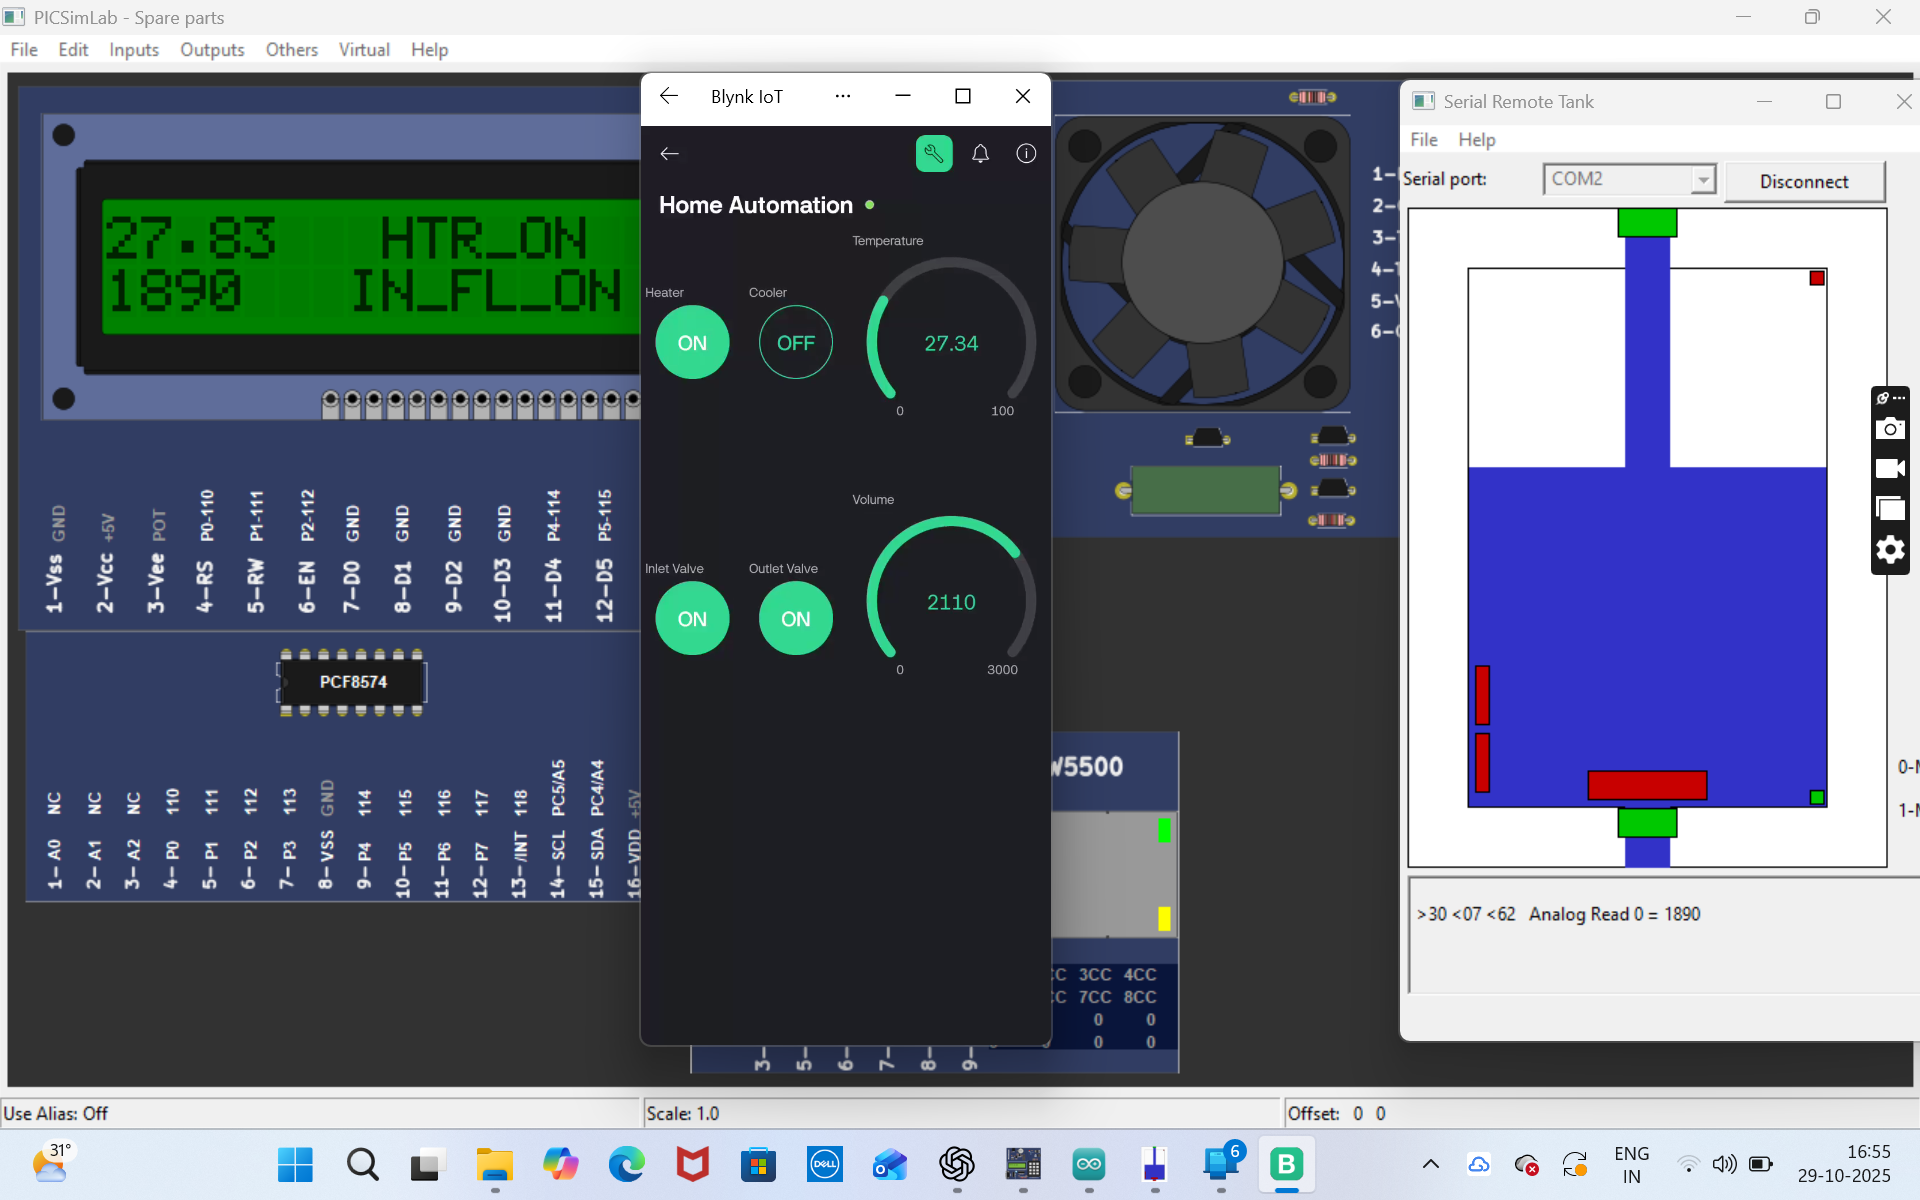 PICSimLab - Spare parts
File Edit Inputs Outputs Others Virtual Help
27.83 HTR_ON
1890 IN_FL_ON
1-Vss GND
2-Vcc +5V
3-Vee POT
4-RS P0-110
5-RW P1-111
6-EN P2-112
7-D0 GND
8-D1 GND
9-D2 GND
10-D3 GND
11-D4 P4-114
12-D5 P5-115
PCF8574
1- A0 NC
2- A1 NC
3- A2 NC
4- P0 110
5- P1 111
6- P2 112
7- P3 113
8- VSS GND
9- P4 114
10- P5 115
11- P6 116
12- P7 117
13-/INT 118
14- SCL PC5/A5
15- SDA PC4/A4
16-VDD +5V
Blynk IoT
Home Automation
Temperature
Heater
Cooler
ON
OFF
27.34
0 100
Volume
Inlet Valve
Outlet Valve
ON
ON
2110
0 3000
1-
2-
3-
4-
5-
6-
W5500
3CC 4CC
7CC 8CC
0 0
0 0
3-
5-
6-
7-
8-
9-
Serial Remote Tank
File Help
Serial port:
COM2
Disconnect
0-
1-
>30 <07 <62 Analog Read 0 = 1890
Use Alias: Off
Scale: 1.0
Offset: 0 0
31°
DELL
6
B
ENG
IN
16:55
29-10-2025